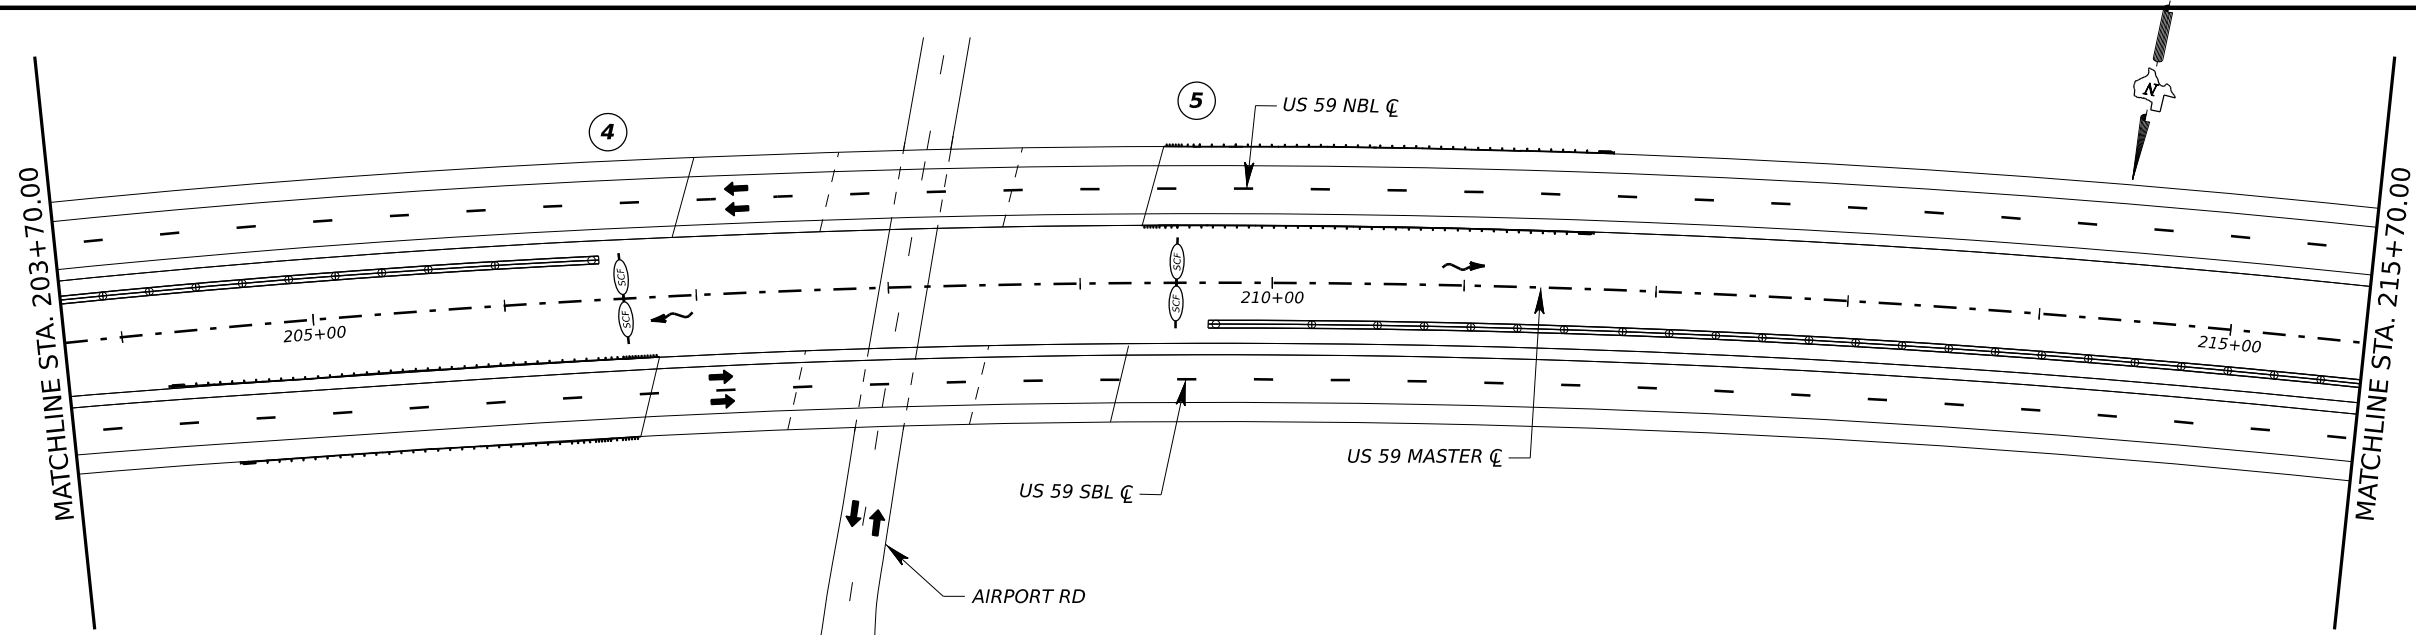 N
5
US 59 NBL ℄
4
MATCHLINE STA. 203+70.00
MATCHLINE STA. 215+70.00
SCF
SCF
SCF
SCF
210+00
205+00
215+00
US 59 MASTER ℄
US 59 SBL ℄
AIRPORT RD